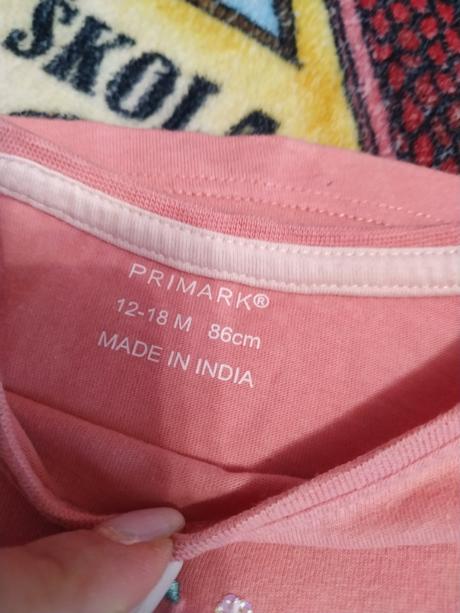 SKOLA
PRIMARK®
12-18 M 86cm
MADE IN INDIA